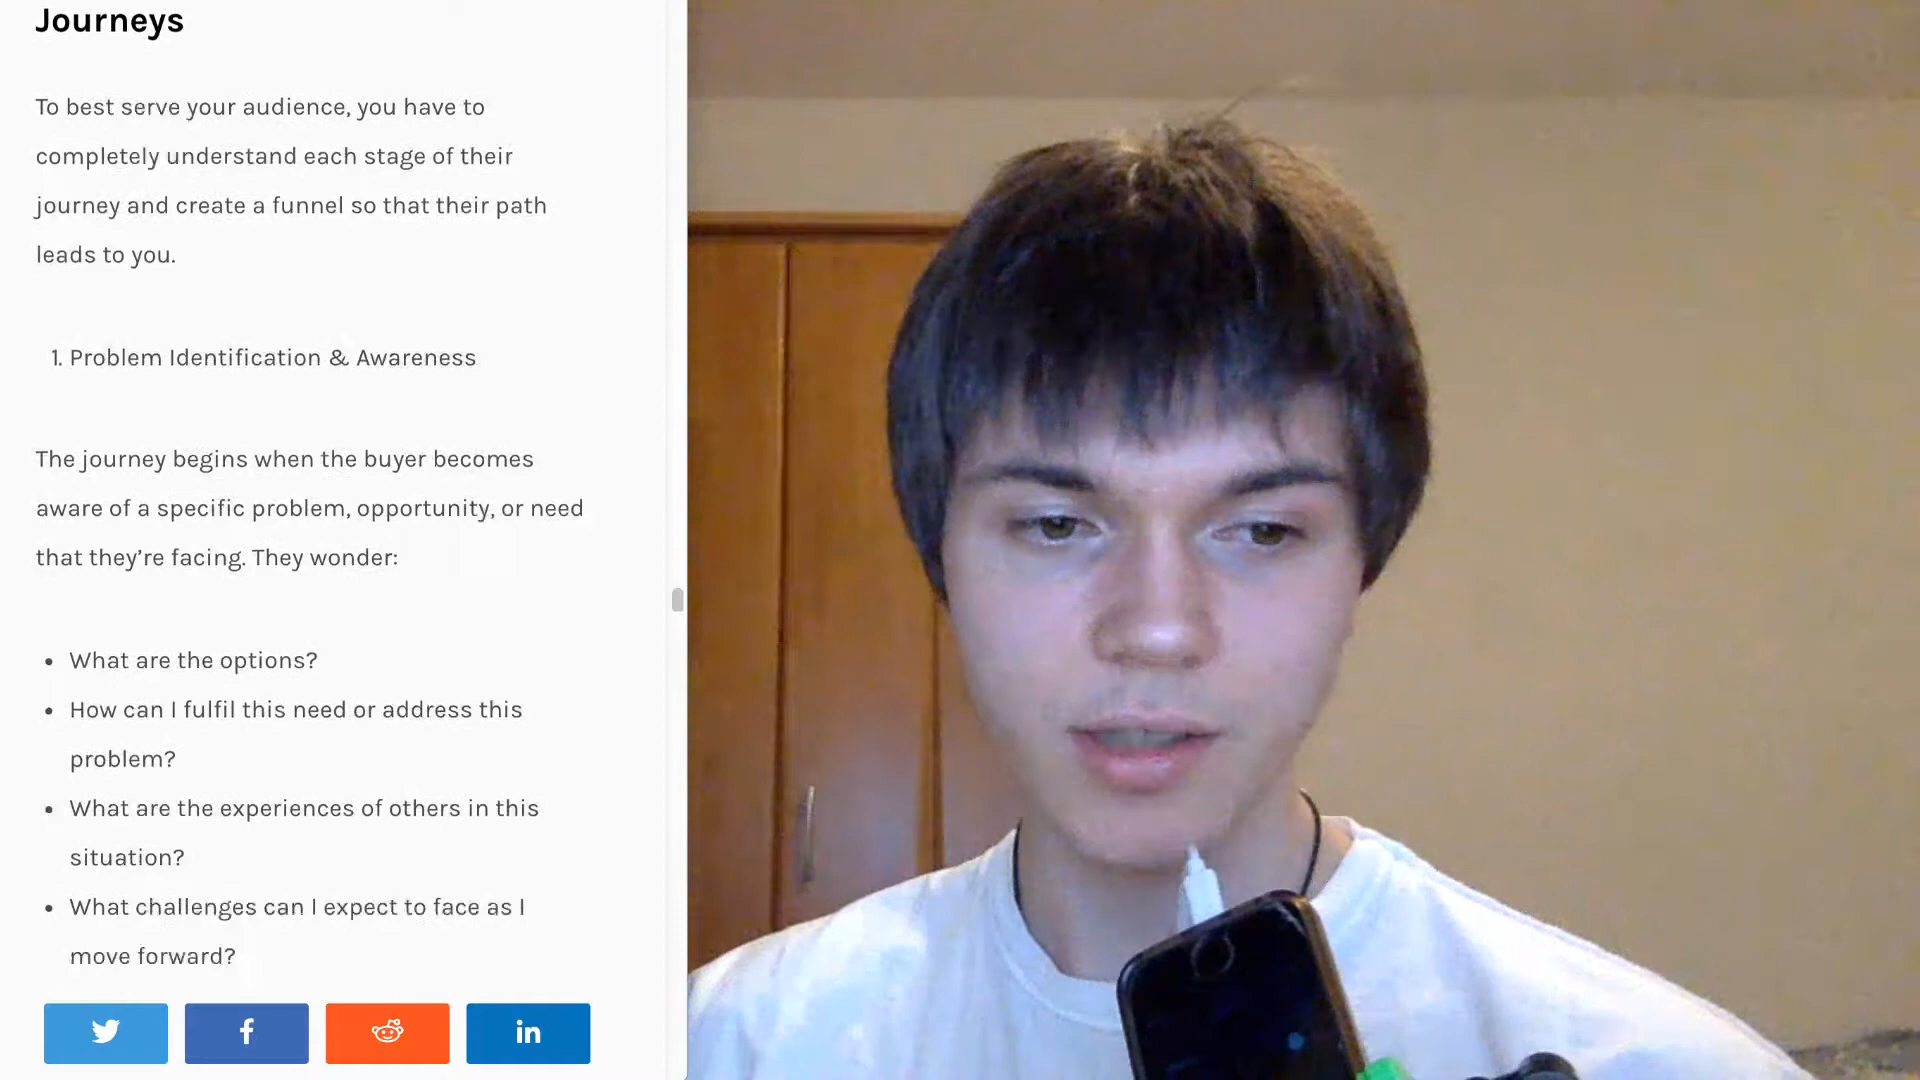 Journeys
To best serve your audience, you have to
completely understand each stage of their
journey and create a funnel so that their path
leads to you.
1. Problem Identification & Awareness
The journey begins when the buyer becomes
aware of a specific problem, opportunity, or need
that they’re facing. They wonder:
• What are the options?
• How can I fulfil this need or address this
problem?
• What are the experiences of others in this
situation?
• What challenges can I expect to face as I
move forward?